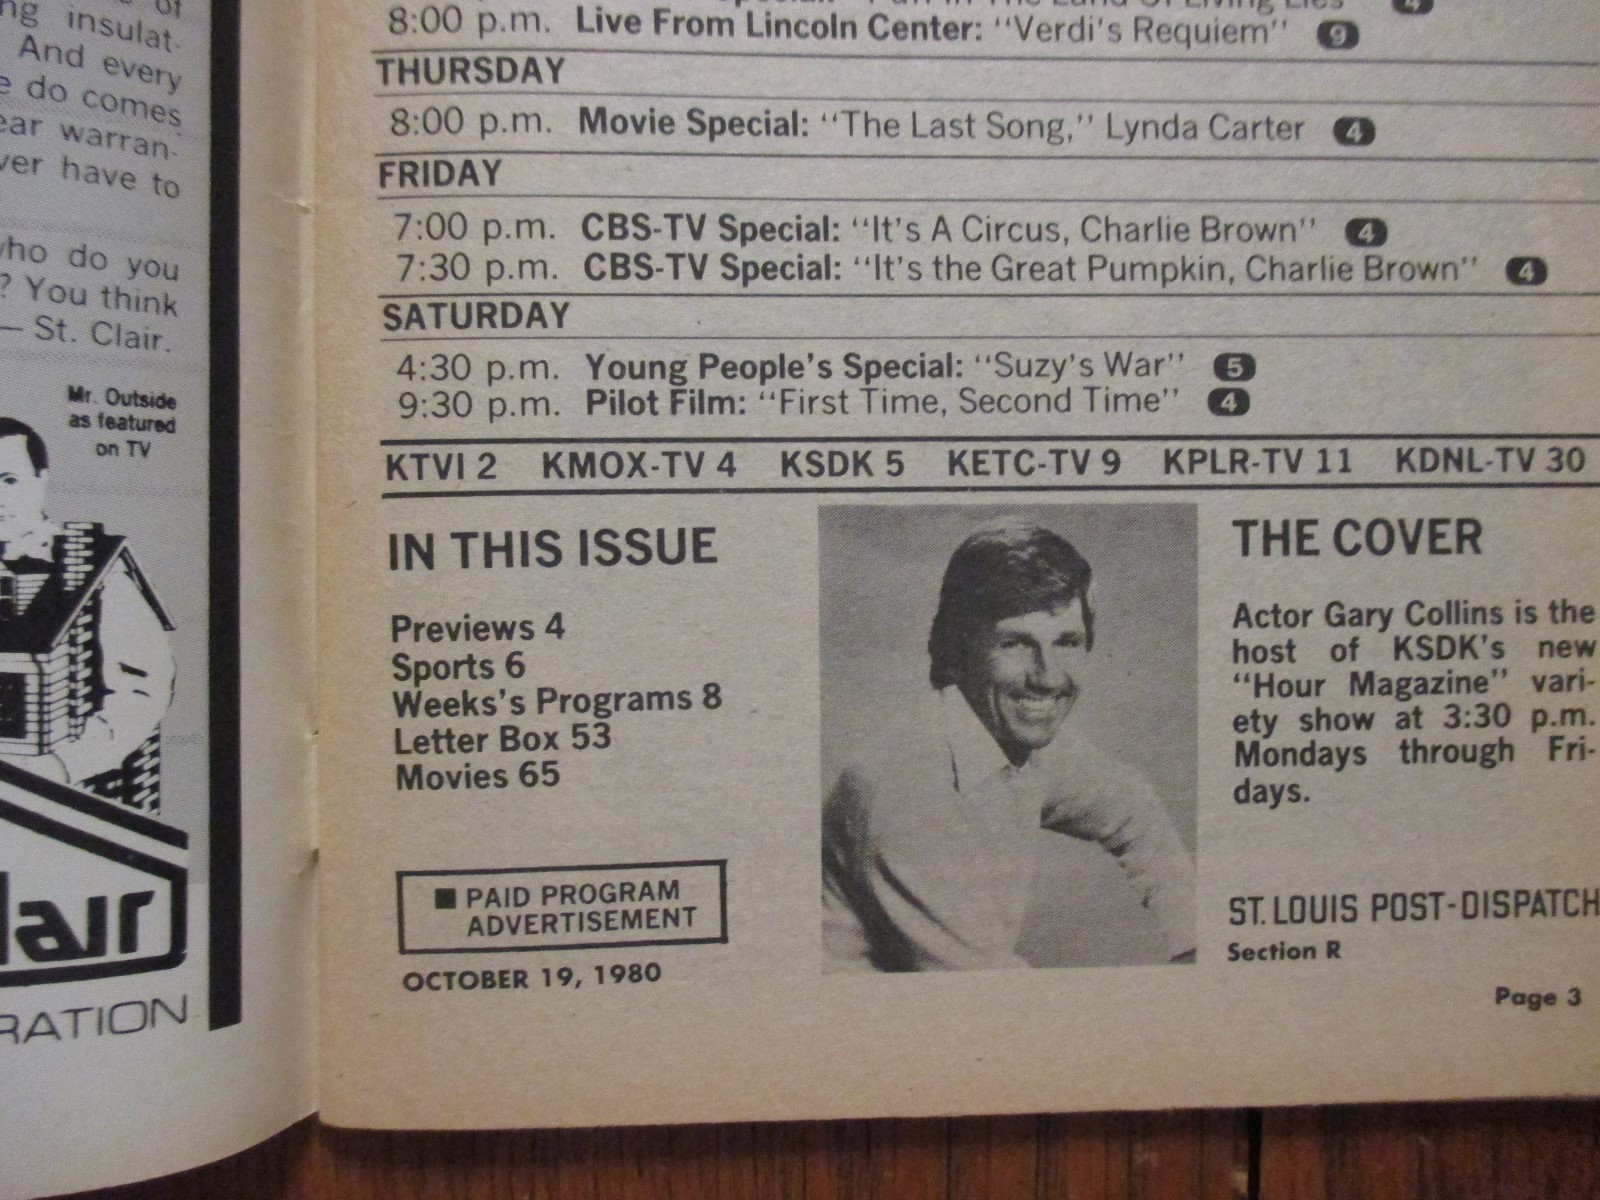 of
insulat-
And every
do comes
warran-
have to
who do you
? You think
— St. Clair.
Mr. Outside
as featured
on TV
8:00 p.m. Live From Lincoln Center: "Verdi's Requiem" 9
THURSDAY
8:00 p.m. Movie Special: "The Last Song," Lynda Carter 4
FRIDAY
7:00 p.m. CBS-TV Special: "It's A Circus, Charlie Brown" 4
7:30 p.m. CBS-TV Special: "It's the Great Pumpkin, Charlie Brown" 4
SATURDAY
4:30 p.m. Young People's Special: "Suzy's War" 5
9:30 p.m. Pilot Film: "First Time, Second Time" 4
KTVI 2 KMOX-TV 4 KSDK 5 KETC-TV 9 KPLR-TV 11 KDNL-TV 30
IN THIS ISSUE
Previews 4
Sports 6
Weeks's Programs 8
Letter Box 53
Movies 65
■ PAID PROGRAM
ADVERTISEMENT
OCTOBER 19, 1980
THE COVER
Actor Gary Collins is the
host of KSDK's new
"Hour Magazine" vari-
ety show at 3:30 p.m.
Mondays through Fri-
days.
ST. LOUIS POST-DISPATCH
Section R
Page 3